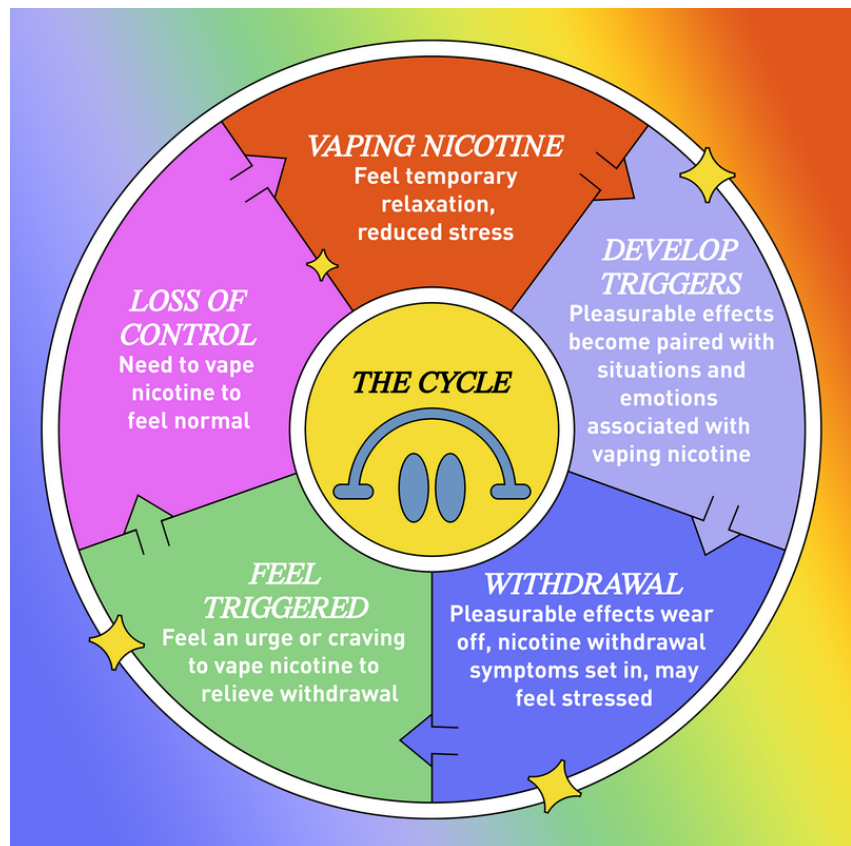 VAPING NICOTINE
Feel temporary
relaxation,
reduced stress
DEVELOP
TRIGGERS
Pleasurable effects
become paired with
situations and
emotions
associated with
vaping nicotine
WITHDRAWAL
Pleasurable effects wear
off, nicotine withdrawal
symptoms set in, may
feel stressed
FEEL
TRIGGERED
Feel an urge or craving
to vape nicotine to
relieve withdrawal
LOSS OF
CONTROL
Need to vape
nicotine to
feel normal
THE CYCLE